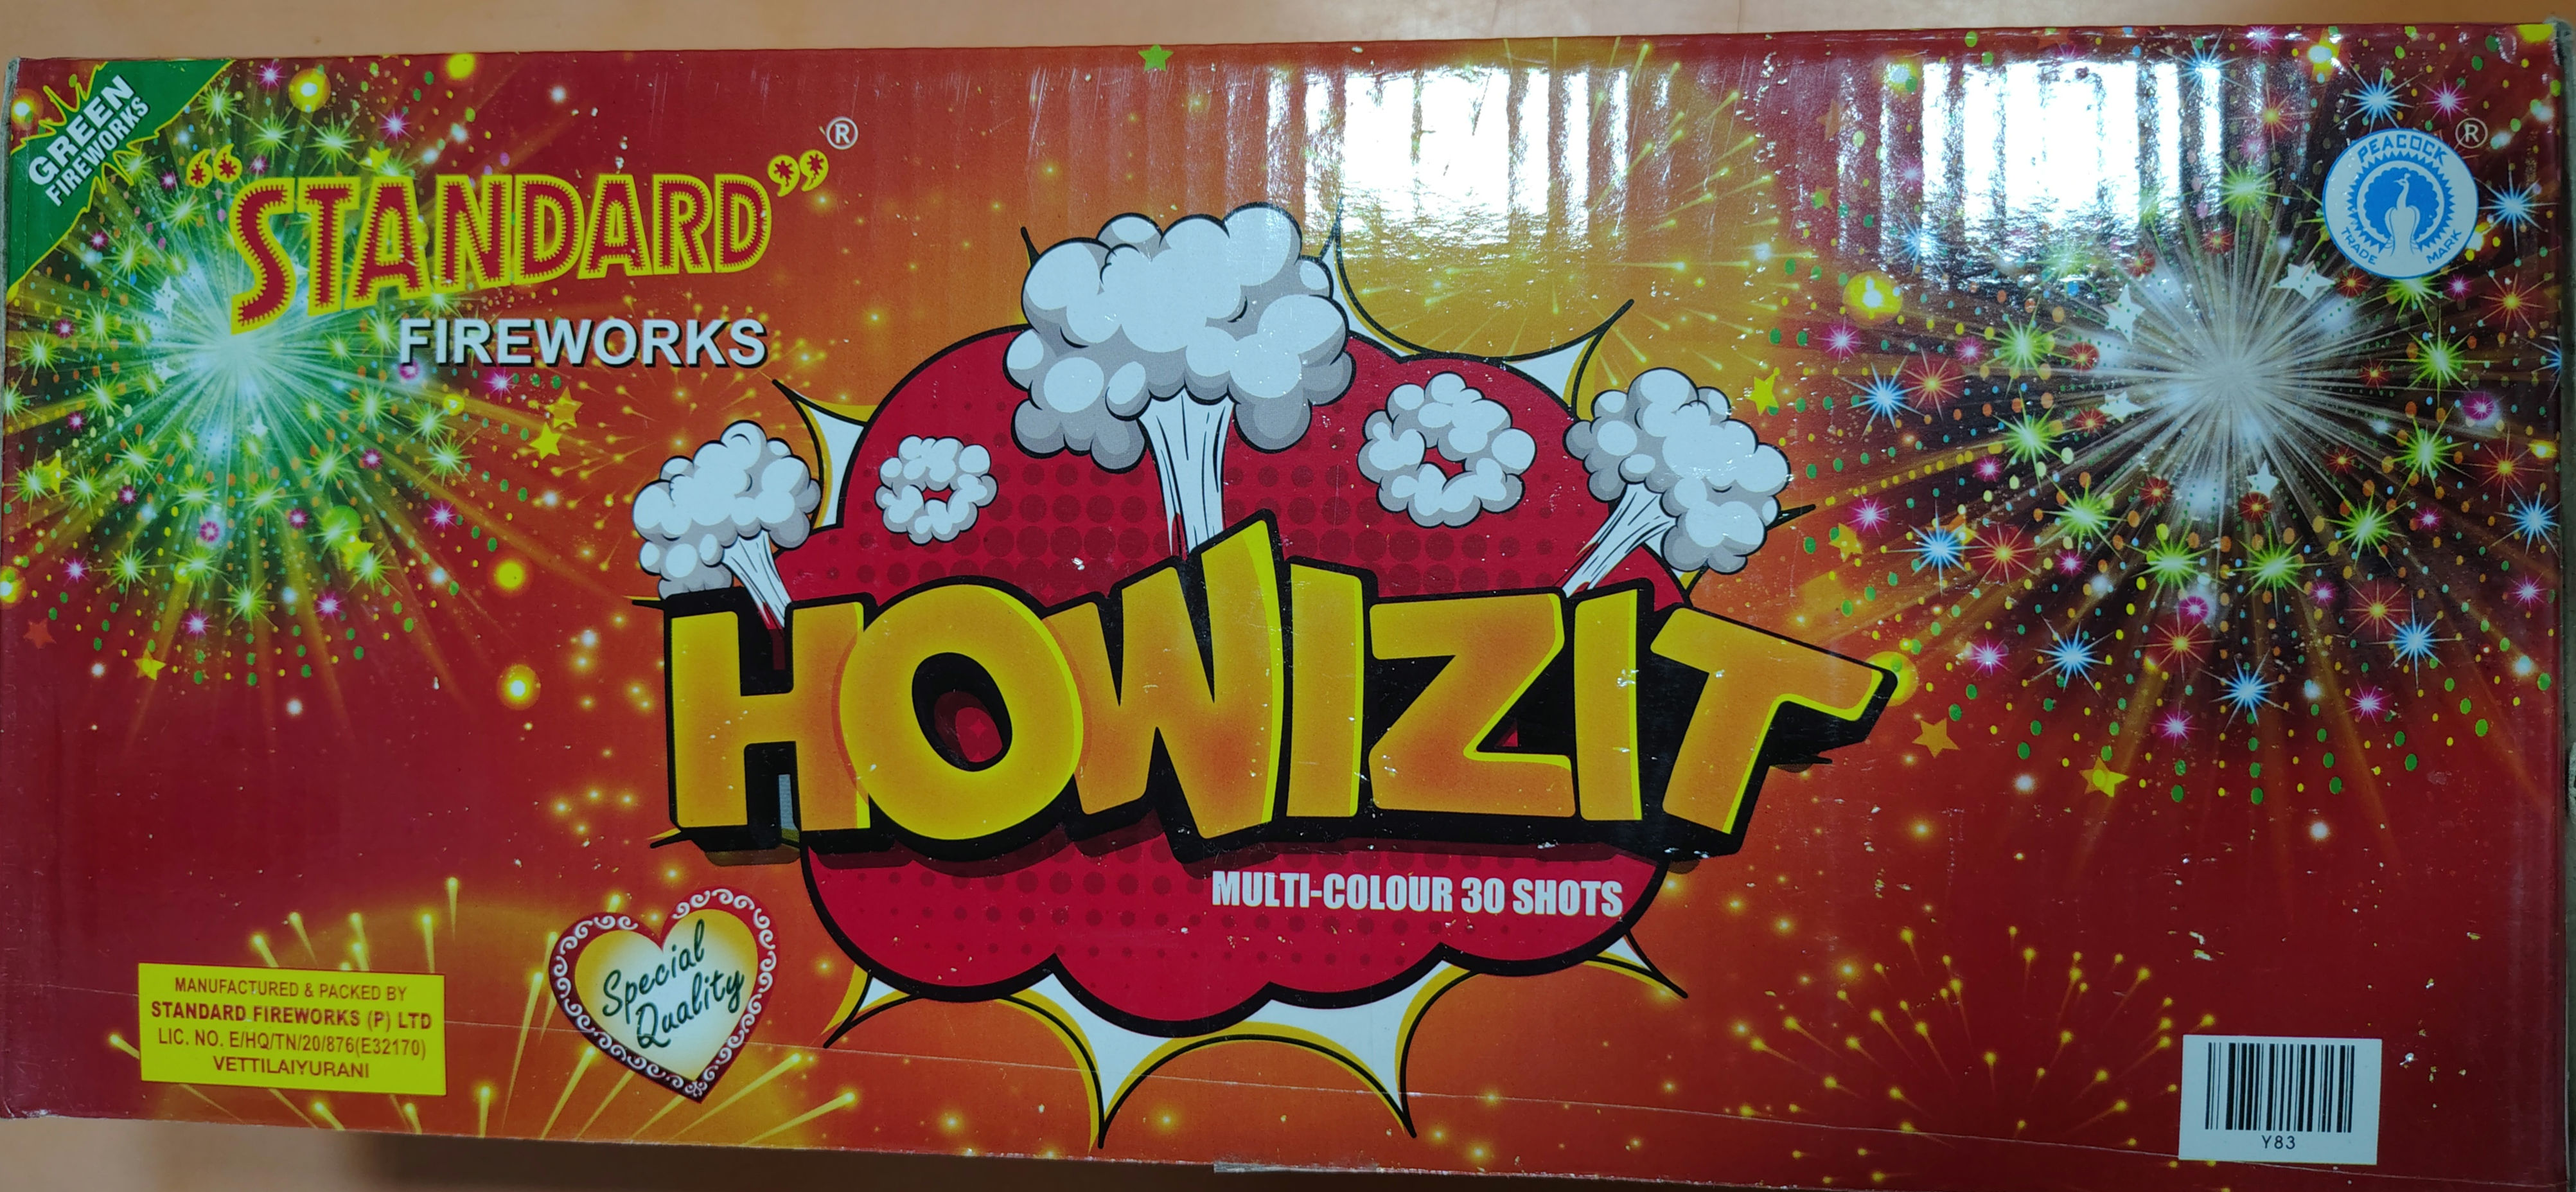 GREEN
FIREWORKS
"STANDARD"®
FIREWORKS
PEACOCK ®
TRADE MARK
HOWIZIT
MULTI-COLOUR 30 SHOTS
Special
Quality
MANUFACTURED & PACKED BY
STANDARD FIREWORKS (P) LTD
LIC. NO. E/HQ/TN/20/876(E32170)
VETTILAIYURANI
Y83